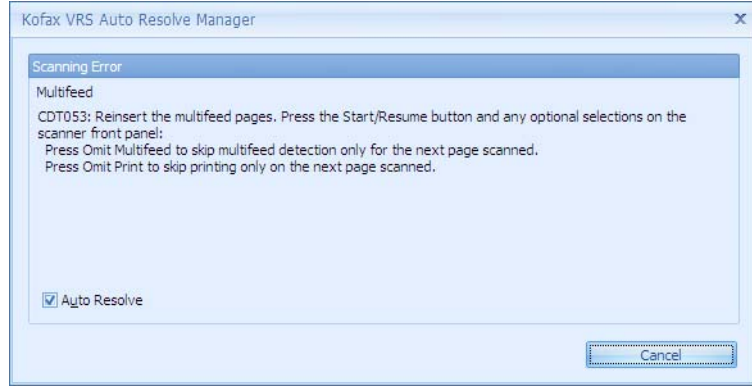 Kofax VRS Auto Resolve Manager
Scanning Error
Multifeed
CDT053: Reinsert the multifeed pages. Press the Start/Resume button and any optional selections on the
scanner front panel:
Press Omit Multifeed to skip multifeed detection only for the next page scanned.
Press Omit Print to skip printing only on the next page scanned.
Auto Resolve
Cancel